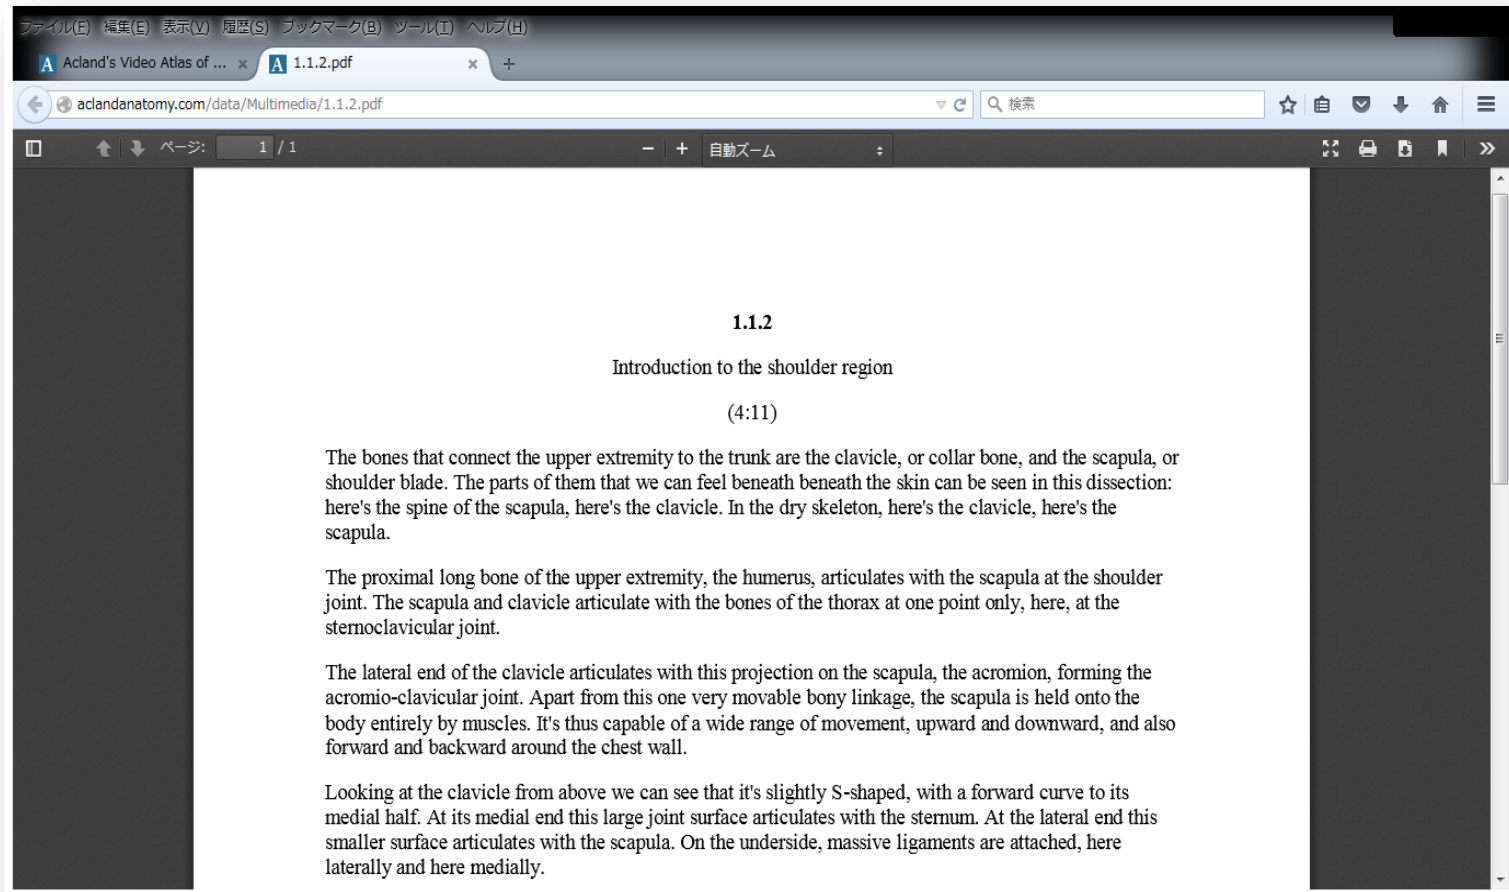 ファイル(F) 編集(E) 表示(V) 履歴(S) ブックマーク(B) ツール(T) ヘルプ(H)
A Acland's Video Atlas of ... × A 1.1.2.pdf × +
aclandanatomy.com/data/Multimedia/1.1.2.pdf 検索
ページ: 1 / 1 − + 自動ズーム
1.1.2
Introduction to the shoulder region
(4:11)
The bones that connect the upper extremity to the trunk are the clavicle, or collar bone, and the scapula, or
shoulder blade. The parts of them that we can feel beneath beneath the skin can be seen in this dissection:
here's the spine of the scapula, here's the clavicle. In the dry skeleton, here's the clavicle, here's the
scapula.
The proximal long bone of the upper extremity, the humerus, articulates with the scapula at the shoulder
joint. The scapula and clavicle articulate with the bones of the thorax at one point only, here, at the
sternoclavicular joint.
The lateral end of the clavicle articulates with this projection on the scapula, the acromion, forming the
acromio-clavicular joint. Apart from this one very movable bony linkage, the scapula is held onto the
body entirely by muscles. It's thus capable of a wide range of movement, upward and downward, and also
forward and backward around the chest wall.
Looking at the clavicle from above we can see that it's slightly S-shaped, with a forward curve to its
medial half. At its medial end this large joint surface articulates with the sternum. At the lateral end this
smaller surface articulates with the scapula. On the underside, massive ligaments are attached, here
laterally and here medially.